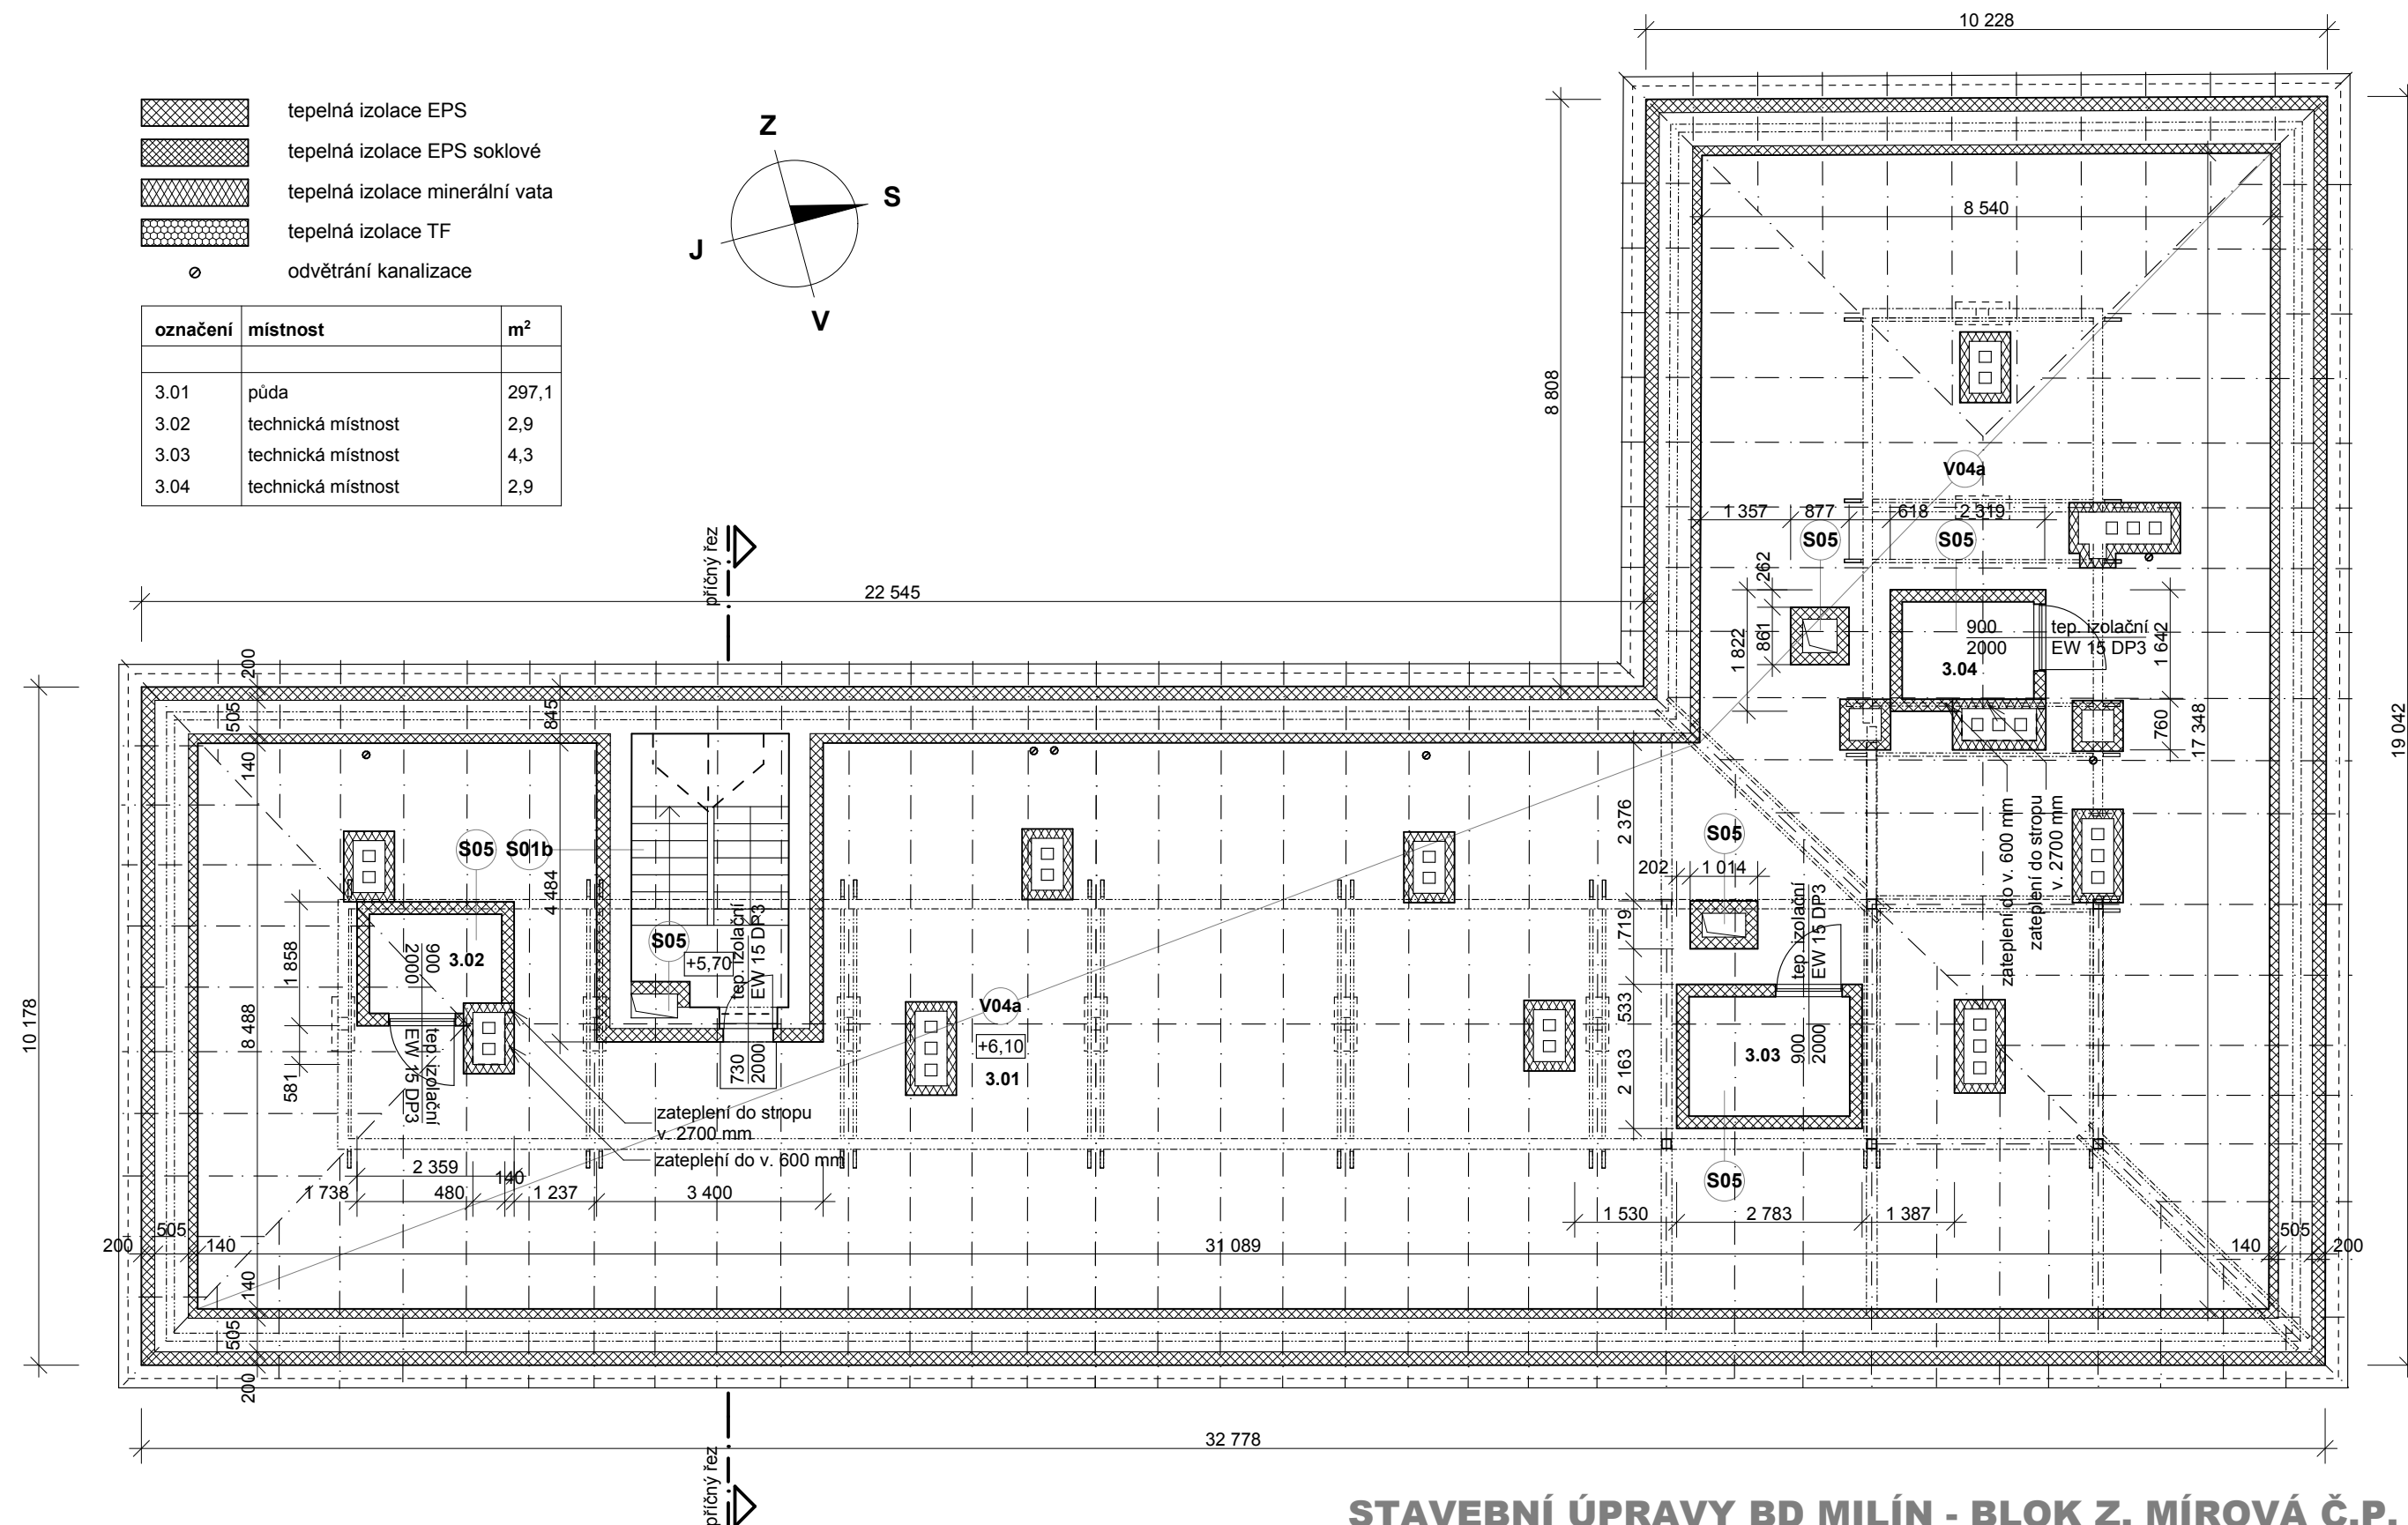 10 228
tepelná izolace EPS
tepelná izolace EPS soklové
tepelná izolace minerální vata
tepelná izolace TF
odvětrání kanalizace
Z
S
J
V
označení místnost m²
3.01 půda 297,1
3.02 technická místnost 2,9
3.03 technická místnost 4,3
3.04 technická místnost 2,9
8 540
8 808
V04a
1 357
877
618
2 319
S05
S05
262
1 822
861
900
2000
tep. izolační
EW 15 DP3
3.04
1 642
760
17 348
19 042
příčný řez
22 545
200
505
140
845
4 484
S05
S01b
S05
+5,70
tep. izolační
EW 15 DP3
730
2000
3.02
900
2000
tep. izolační
EW 15 DP3
1 858
581
8 488
10 178
V04a
+6,10
3.01
zateplení do stropu
v. 2700 mm
zateplení do v. 600 mm
2 376
S05
202
1 014
719
533
2 163
tep. izolační
EW 15 DP3
3.03
900
2000
S05
zateplení do v. 600 mm
zateplení do stropu
v. 2700 mm
2 359
140
1 738
480
1 237
3 400
1 530
2 783
1 387
200
505
140
31 089
140
505
200
140
505
200
32 778
příčný řez
STAVEBNÍ ÚPRAVY BD MILÍN - BLOK Z. MÍROVÁ Č.P.